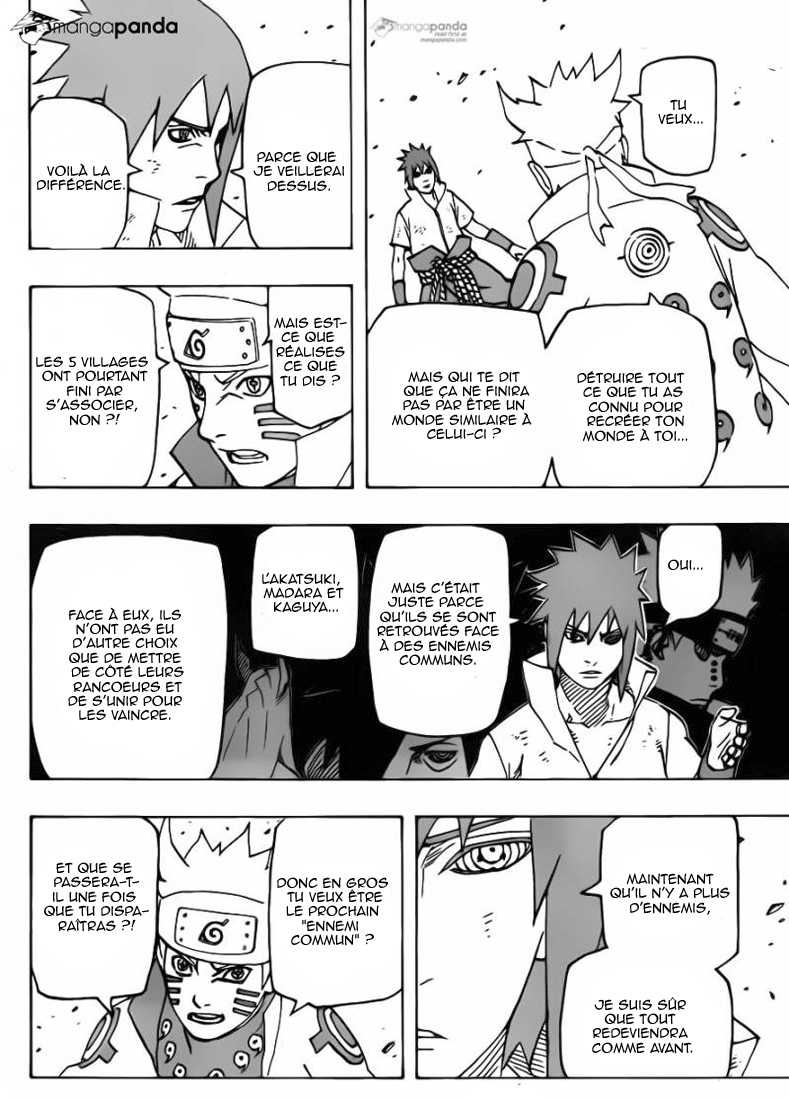 mangapanda
mangapanda
read first at
mangapanda.com
TU
VEUX...
DÉTRUIRE TOUT
CE QUE TU AS
CONNU POUR
RECRÉER TON
MONDE À TOI...
MAIS QUI TE DIT
QUE ÇA NE FINIRA
PAS PAR ÊTRE UN
MONDE SIMILAIRE À
CELUI-CI ?
PARCE QUE
JE VEILLERAI
DESSUS.
VOILÀ LA
DIFFÉRENCE.
MAIS EST-
CE QUE
RÉALISES
CE QUE
TU DIS ?
LES 5 VILLAGES
ONT POURTANT
FINI PAR
S'ASSOCIER,
NON ?!
OUI...
MAIS C'ÉTAIT
JUSTE PARCE
QU'ILS SE SONT
RETROUVÉS FACE
À DES ENNEMIS
COMMUNS.
L'AKATSUKI,
MADARA ET
KAGUYA...
FACE À EUX, ILS
N'ONT PAS EU
D'AUTRE CHOIX
QUE DE METTRE
DE CÔTÉ LEURS
RANCOEURS ET
DE S'UNIR POUR
LES VAINCRE.
MAINTENANT
QU'IL N'Y A PLUS
D'ENNEMIS,
JE SUIS SÛR
QUE TOUT
REDEVIENDRA
COMME AVANT.
DONC EN GROS
TU VEUX ÊTRE
LE PROCHAIN
"ENNEMI
COMMUN" ?
ET QUE SE
PASSERA-T-
IL UNE FOIS
QUE TU DISPA-
RAÎTRAS ?!